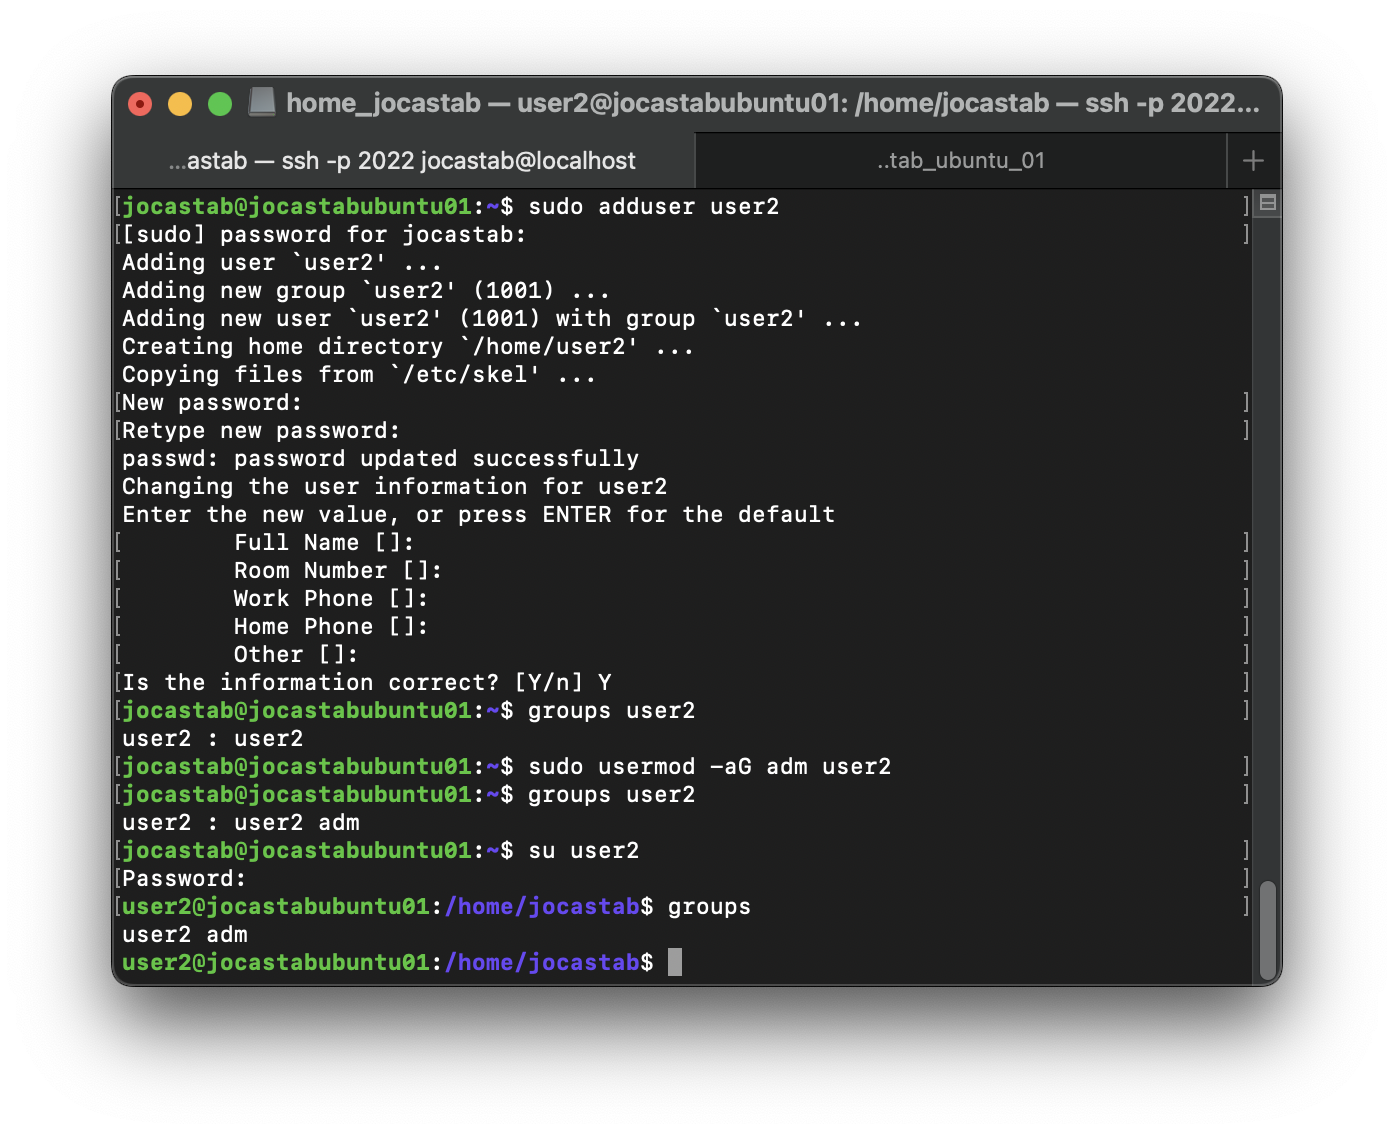 home_jocastab — user2@jocastabubuntu01: /home/jocastab — ssh -p 2022...
...astab — ssh -p 2022 jocastab@localhost
..tab_ubuntu_01
+
[jocastab@jocastabubuntu01:~$ sudo adduser user2 ]
[[sudo] password for jocastab: ]
Adding user `user2' ...
Adding new group `user2' (1001) ...
Adding new user `user2' (1001) with group `user2' ...
Creating home directory `/home/user2' ...
Copying files from `/etc/skel' ...
[New password: ]
[Retype new password: ]
passwd: password updated successfully
Changing the user information for user2
Enter the new value, or press ENTER for the default
[        Full Name []: ]
[        Room Number []: ]
[        Work Phone []: ]
[        Home Phone []: ]
[        Other []: ]
[Is the information correct? [Y/n] Y ]
[jocastab@jocastabubuntu01:~$ groups user2 ]
user2 : user2
[jocastab@jocastabubuntu01:~$ sudo usermod -aG adm user2 ]
[jocastab@jocastabubuntu01:~$ groups user2 ]
user2 : user2 adm
[jocastab@jocastabubuntu01:~$ su user2 ]
[Password: ]
[user2@jocastabubuntu01:/home/jocastab$ groups ]
user2 adm
user2@jocastabubuntu01:/home/jocastab$